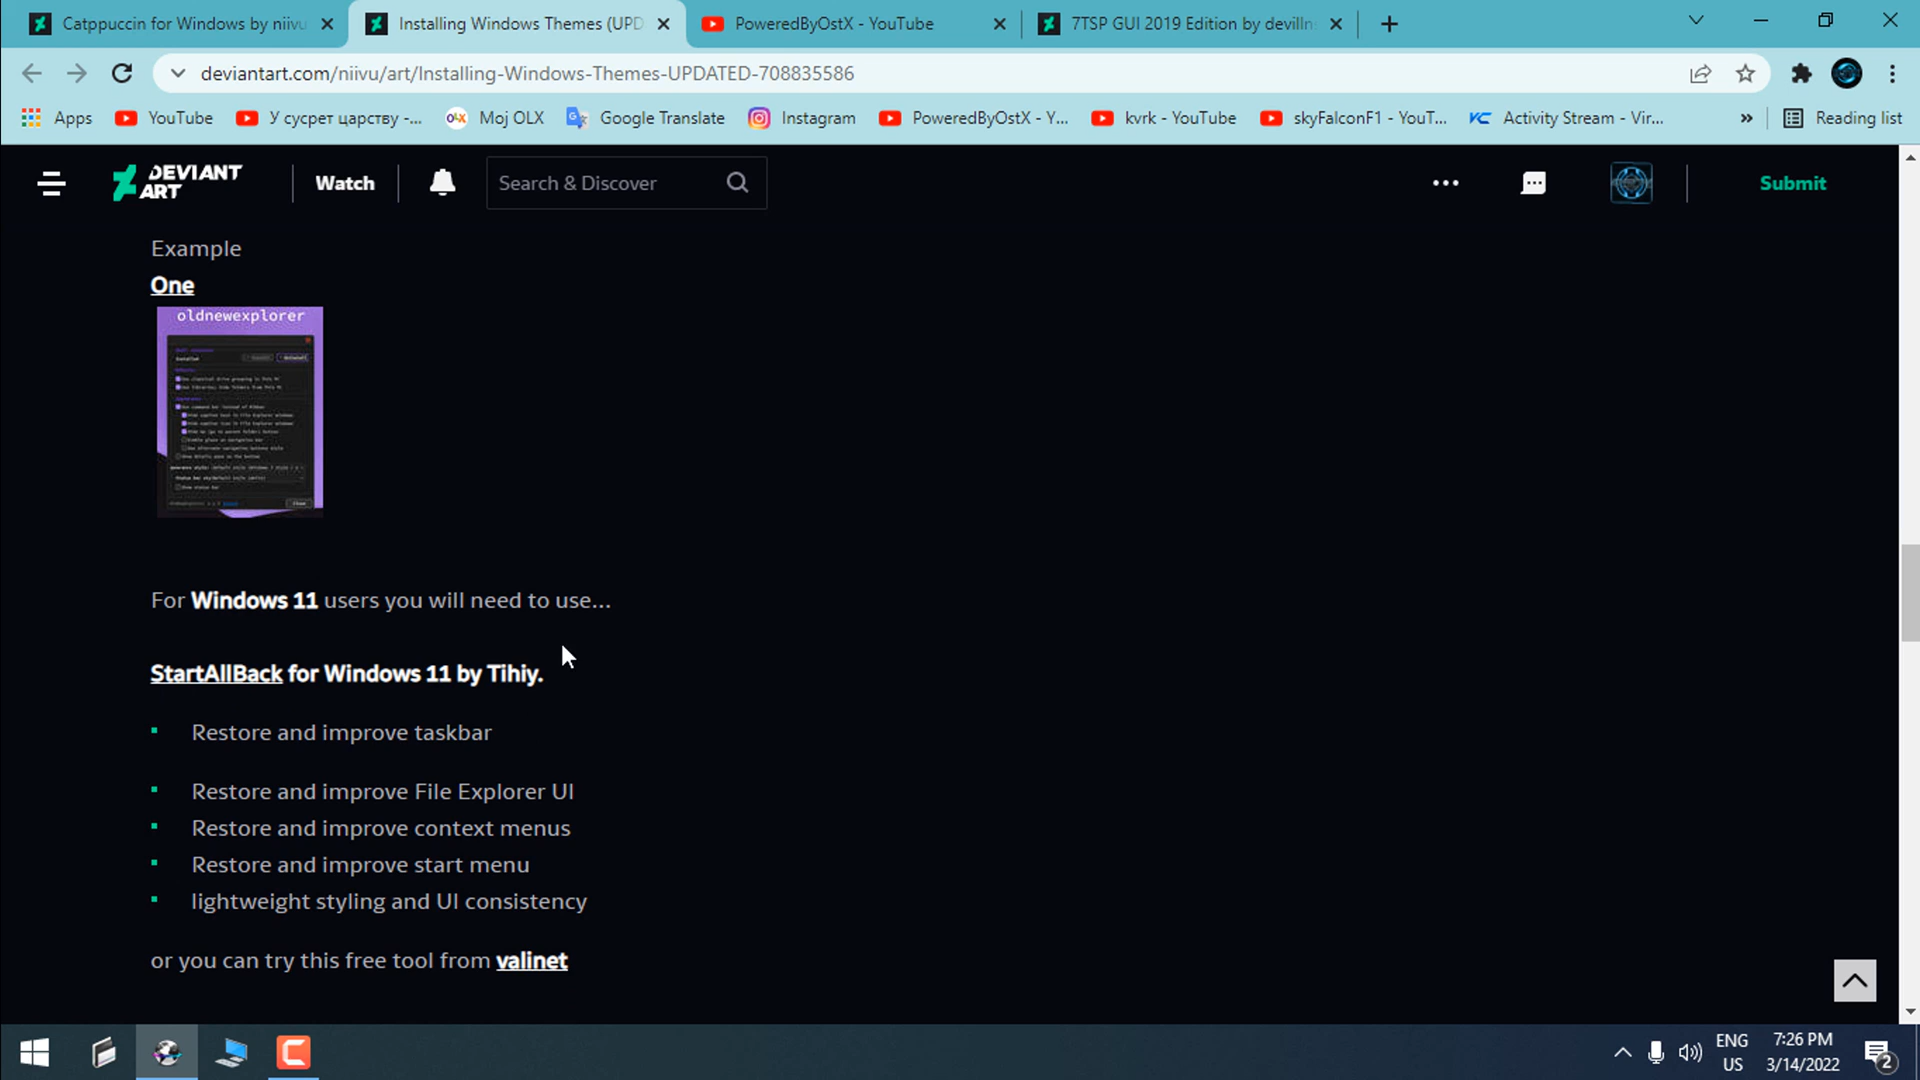 Catppuccin for Windows by niivu
Installing Windows Themes (UPD
PoweredByOstX - YouTube
7TSP GUI 2019 Edition by devillns
deviantart.com/niivu/art/Installing-Windows-Themes-UPDATED-708835586
Apps
YouTube
У сусрет царству -...
OLX
Moj OLX
Google Translate
Instagram
PoweredByOstX - Y...
kvrk - YouTube
skyFalconF1 - YouT...
VC
Activity Stream - Vir...
»
Reading list
DEVIANT
ART
Watch
Search & Discover
Submit
Example
One
oldnewexplorer
For Windows 11 users you will need to use...
StartAllBack for Windows 11 by Tihiy.
Restore and improve taskbar
Restore and improve File Explorer UI
Restore and improve context menus
Restore and improve start menu
lightweight styling and UI consistency
or you can try this free tool from valinet
ENG
US
7:26 PM
3/14/2022
2